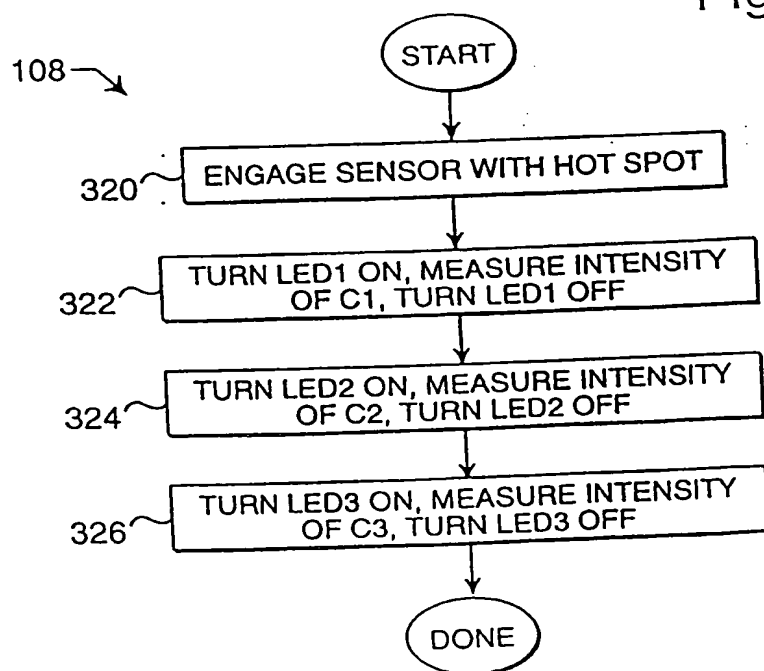 Fig
START
108
ENGAGE SENSOR WITH HOT SPOT
320
TURN LED1 ON, MEASURE INTENSITY
OF C1, TURN LED1 OFF
322
TURN LED2 ON, MEASURE INTENSITY
OF C2, TURN LED2 OFF
324
TURN LED3 ON, MEASURE INTENSITY
OF C3, TURN LED3 OFF
326
DONE